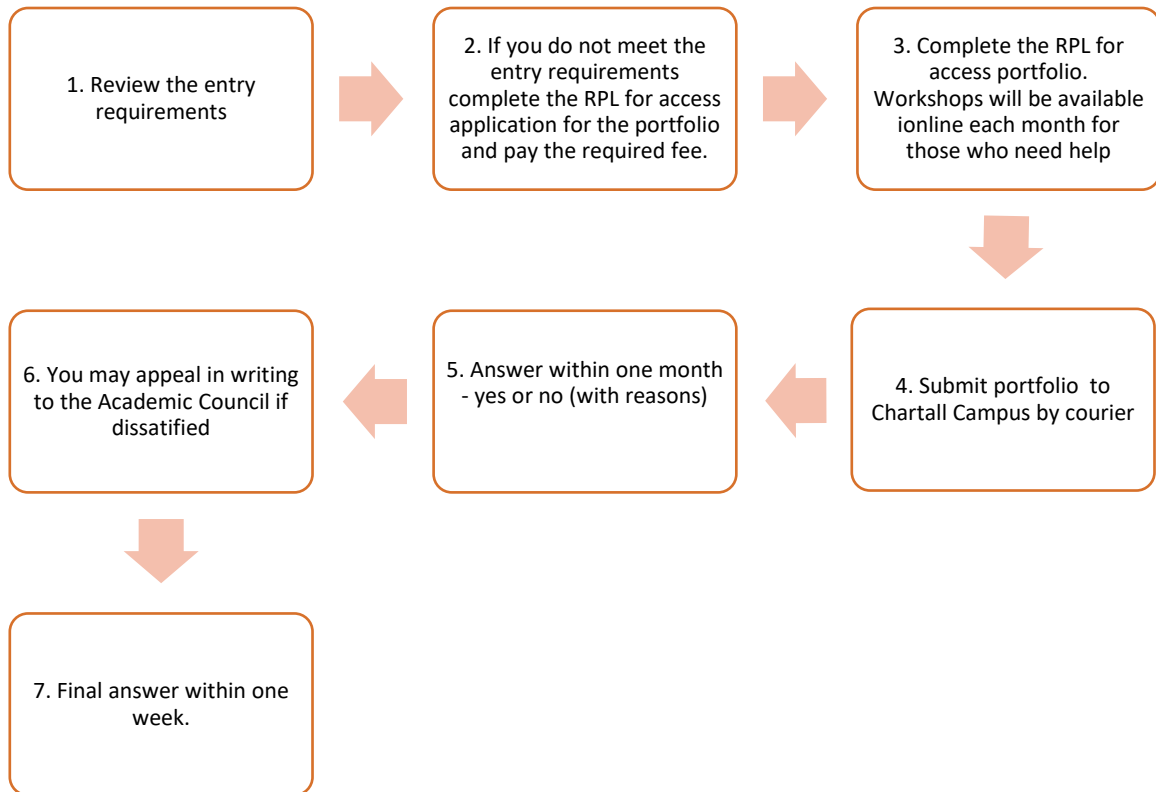 1. Review the entry
requirements
2. If you do not meet the
entry requirements
complete the RPL for access
application for the portfolio
and pay the required fee.
3. Complete the RPL for
access portfolio.
Workshops will be available
ionline each month for
those who need help
4. Submit portfolio to
Chartall Campus by courier
5. Answer within one month
- yes or no (with reasons)
6. You may appeal in writing
to the Academic Council if
dissatified
7. Final answer within one
week.